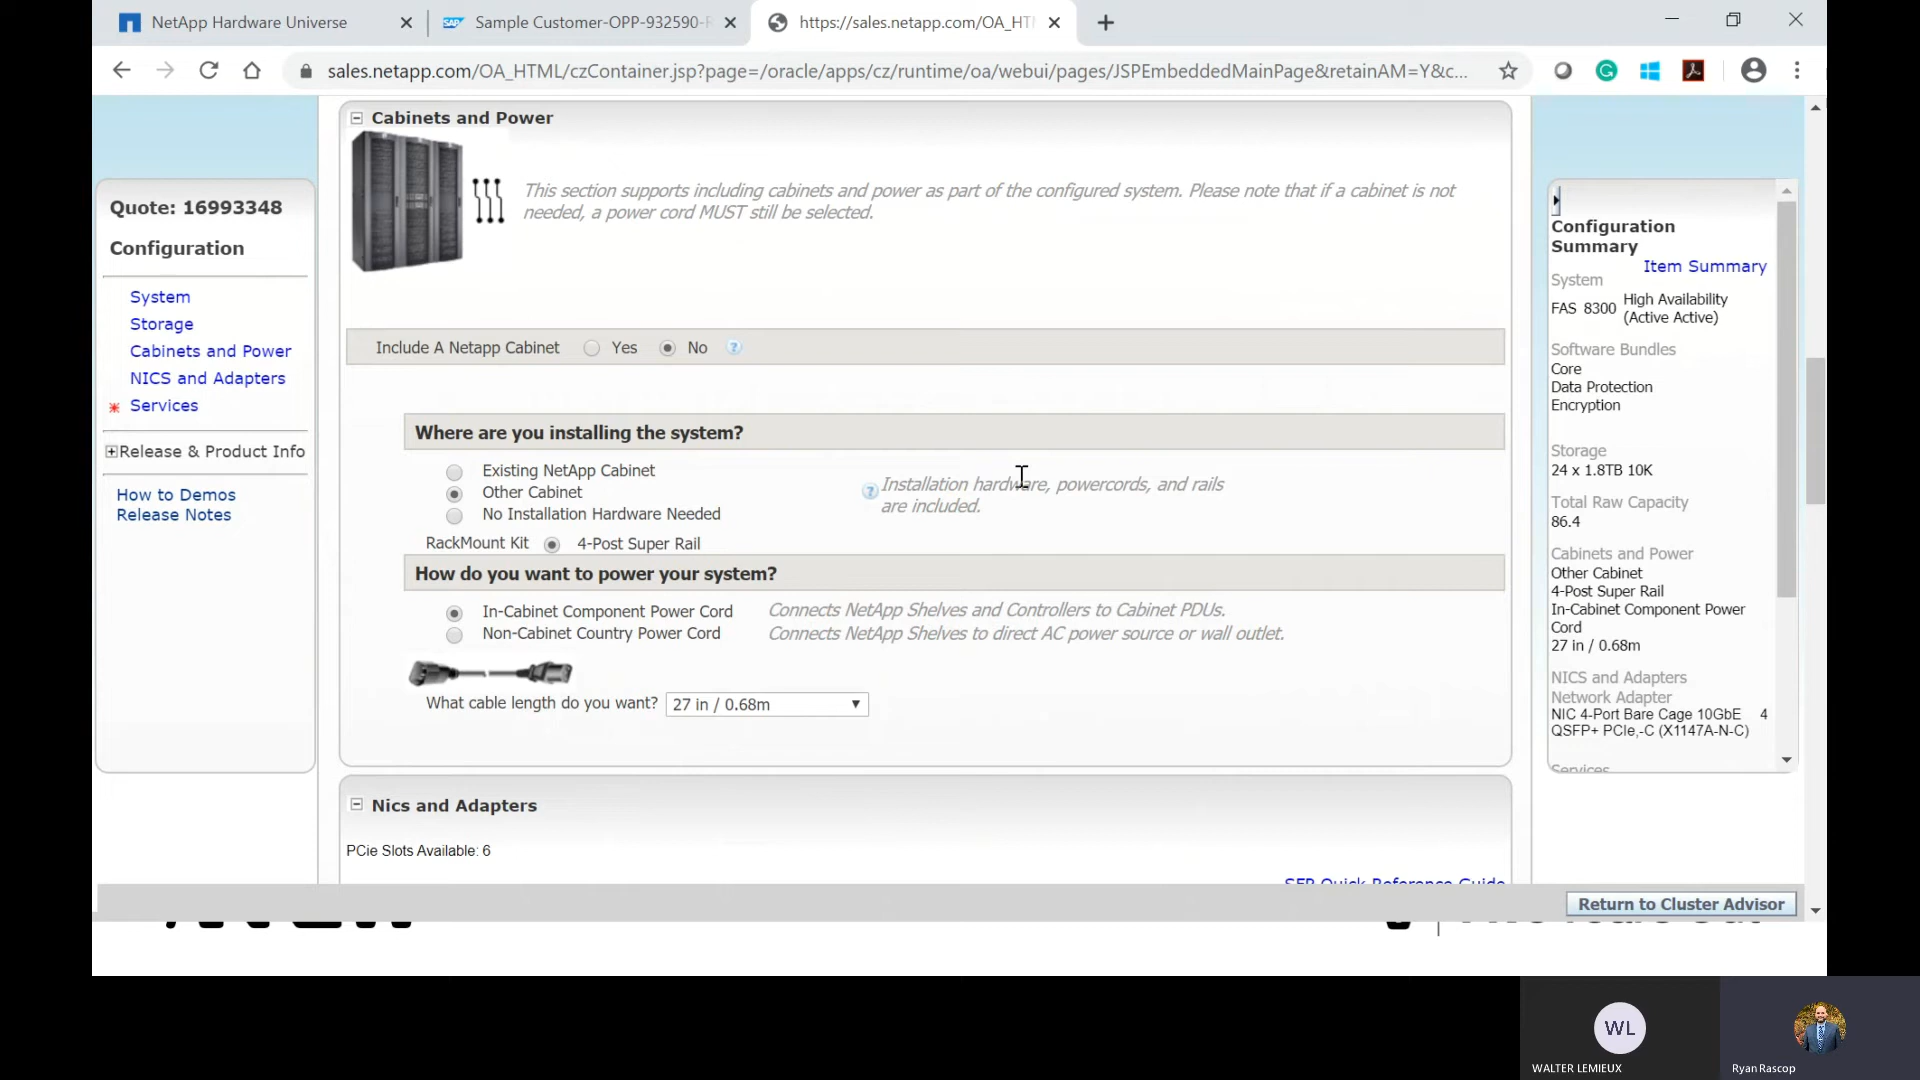 NetApp Hardware Universe
SAP
Sample Customer-OPP-932590-
https://sales.netapp.com/OA_HT
sales.netapp.com/OA_HTML/czContainer.jsp?page=/oracle/apps/cz/runtime/oa/webui/pages/JSPEmbeddedMainPage&retainAM=Y&c...
Quote: 16993348
Configuration
System
Storage
Cabinets and Power
NICS and Adapters
Services
Release & Product Info
How to Demos
Release Notes
Cabinets and Power
This section supports including cabinets and power as part of the configured system. Please note that if a cabinet is not
needed, a power cord MUST still be selected.
Include A Netapp Cabinet Yes No ?
Where are you installing the system?
Existing NetApp Cabinet
Other Cabinet
No Installation Hardware Needed
? Installation hardware, powercords, and rails
are included.
RackMount Kit 4-Post Super Rail
How do you want to power your system?
In-Cabinet Component Power Cord Connects NetApp Shelves and Controllers to Cabinet PDUs.
Non-Cabinet Country Power Cord Connects NetApp Shelves to direct AC power source or wall outlet.
What cable length do you want? 27 in / 0.68m
Nics and Adapters
PCie Slots Available: 6
SFP Quick Reference Guide
Configuration
Summary
Item Summary
System
FAS 8300 High Availability
(Active Active)
Software Bundles
Core
Data Protection
Encryption
Storage
24 x 1.8TB 10K
Total Raw Capacity
86.4
Cabinets and Power
Other Cabinet
4-Post Super Rail
In-Cabinet Component Power
Cord
27 in / 0.68m
NICS and Adapters
Network Adapter
NIC 4-Port Bare Cage 10GbE 4
QSFP+ PCIe,-C (X1147A-N-C)
Services
Return to Cluster Advisor
WL
WALTER LEMIEUX
Ryan Rascop